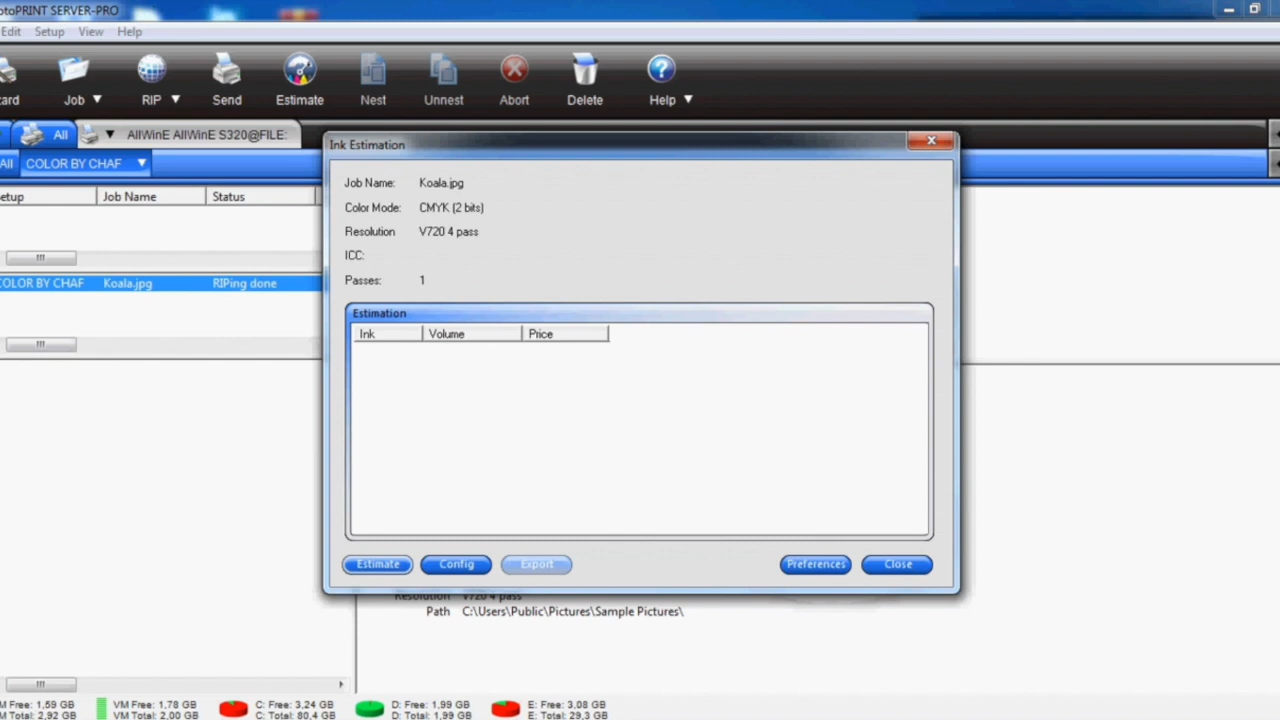 otoPRINT SERVER-PRO
Edit Setup View Help
ard Job RIP Send Estimate Nest Unnest Abort Delete Help
All AllWinE AllWinE S320@FILE:
All COLOR BY CHAF
etup Job Name Status
COLOR BY CHAF Koala.jpg RIPing done
Ink Estimation
Job Name: Koala.jpg
Color Mode: CMYK (2 bits)
Resolution V720 4 pass
ICC:
Passes: 1
Estimation
Ink Volume Price
Estimate Config Export Preferences Close
Resolution V720 4 pass
Path C:\Users\Public\Pictures\Sample Pictures\
M Free: 1,59 GB VM Free: 1,78 GB C: Free: 3,24 GB D: Free: 1,99 GB E: Free: 3,08 GB
M Total: 2,92 GB VM Total: 2,00 GB C: Total: 80,4 GB D: Total: 1,99 GB E: Total: 29,3 GB